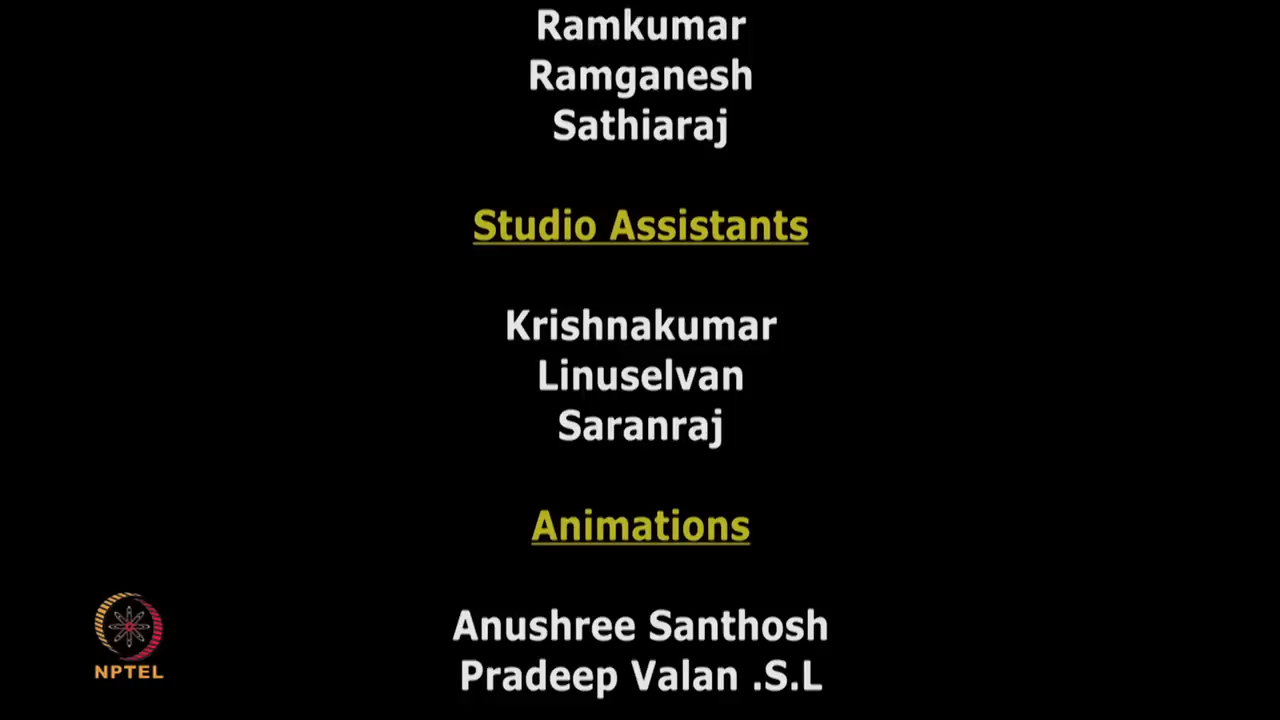 Ramkumar
Ramganesh
Sathiaraj
Studio Assistants
Krishnakumar
Linuselvan
Saranraj
Animations
Anushree Santhosh
Pradeep Valan .S.L
NPTEL